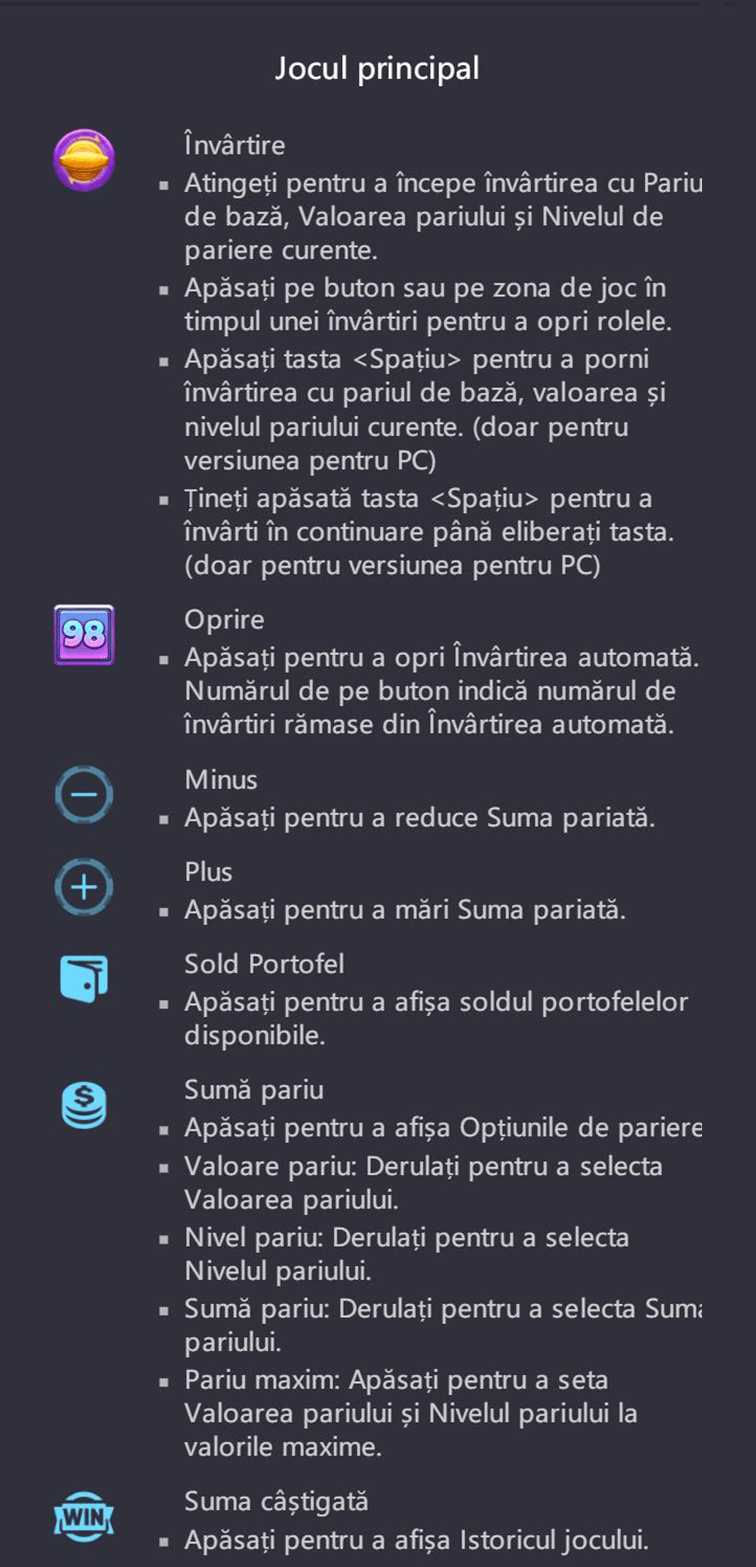 Jocul principal
Învârtire
▪ Atingeți pentru a începe învârtirea cu Pariu
de bază, Valoarea pariului și Nivelul de
pariere curente.
▪ Apăsați pe buton sau pe zona de joc în
timpul unei învârtiri pentru a opri rolele.
▪ Apăsați tasta <Spațiu> pentru a porni
învârtirea cu pariul de bază, valoarea și
nivelul pariului curente. (doar pentru
versiunea pentru PC)
▪ Țineți apăsată tasta <Spațiu> pentru a
învârti în continuare până eliberați tasta.
(doar pentru versiunea pentru PC)
98
Oprire
▪ Apăsați pentru a opri Învârtirea automată.
Numărul de pe buton indică numărul de
învârtiri rămase din Învârtirea automată.
Minus
▪ Apăsați pentru a reduce Suma pariată.
Plus
▪ Apăsați pentru a mări Suma pariată.
Sold Portofel
▪ Apăsați pentru a afișa soldul portofelelor
disponibile.
$
Sumă pariu
▪ Apăsați pentru a afișa Opțiunile de pariere
▪ Valoare pariu: Derulați pentru a selecta
Valoarea pariului.
▪ Nivel pariu: Derulați pentru a selecta
Nivelul pariului.
▪ Sumă pariu: Derulați pentru a selecta Suma
pariului.
▪ Pariu maxim: Apăsați pentru a seta
Valoarea pariului și Nivelul pariului la
valorile maxime.
WIN
Suma câștigată
▪ Apăsați pentru a afișa Istoricul jocului.